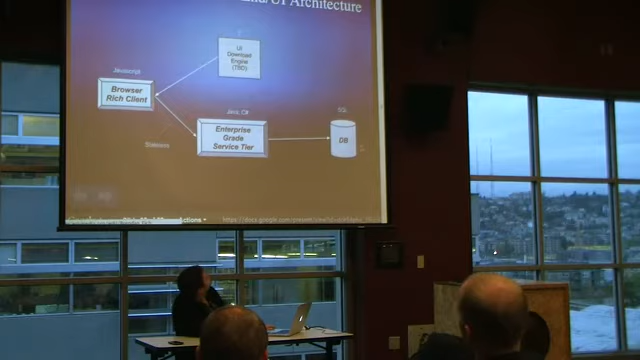 /UI Architecture
UI
Download
Engine
(TBD)
Javascript
Browser
Rich Client
Java, C#
Enterprise
Grade
Service Tier
SQL
DB
Stateless